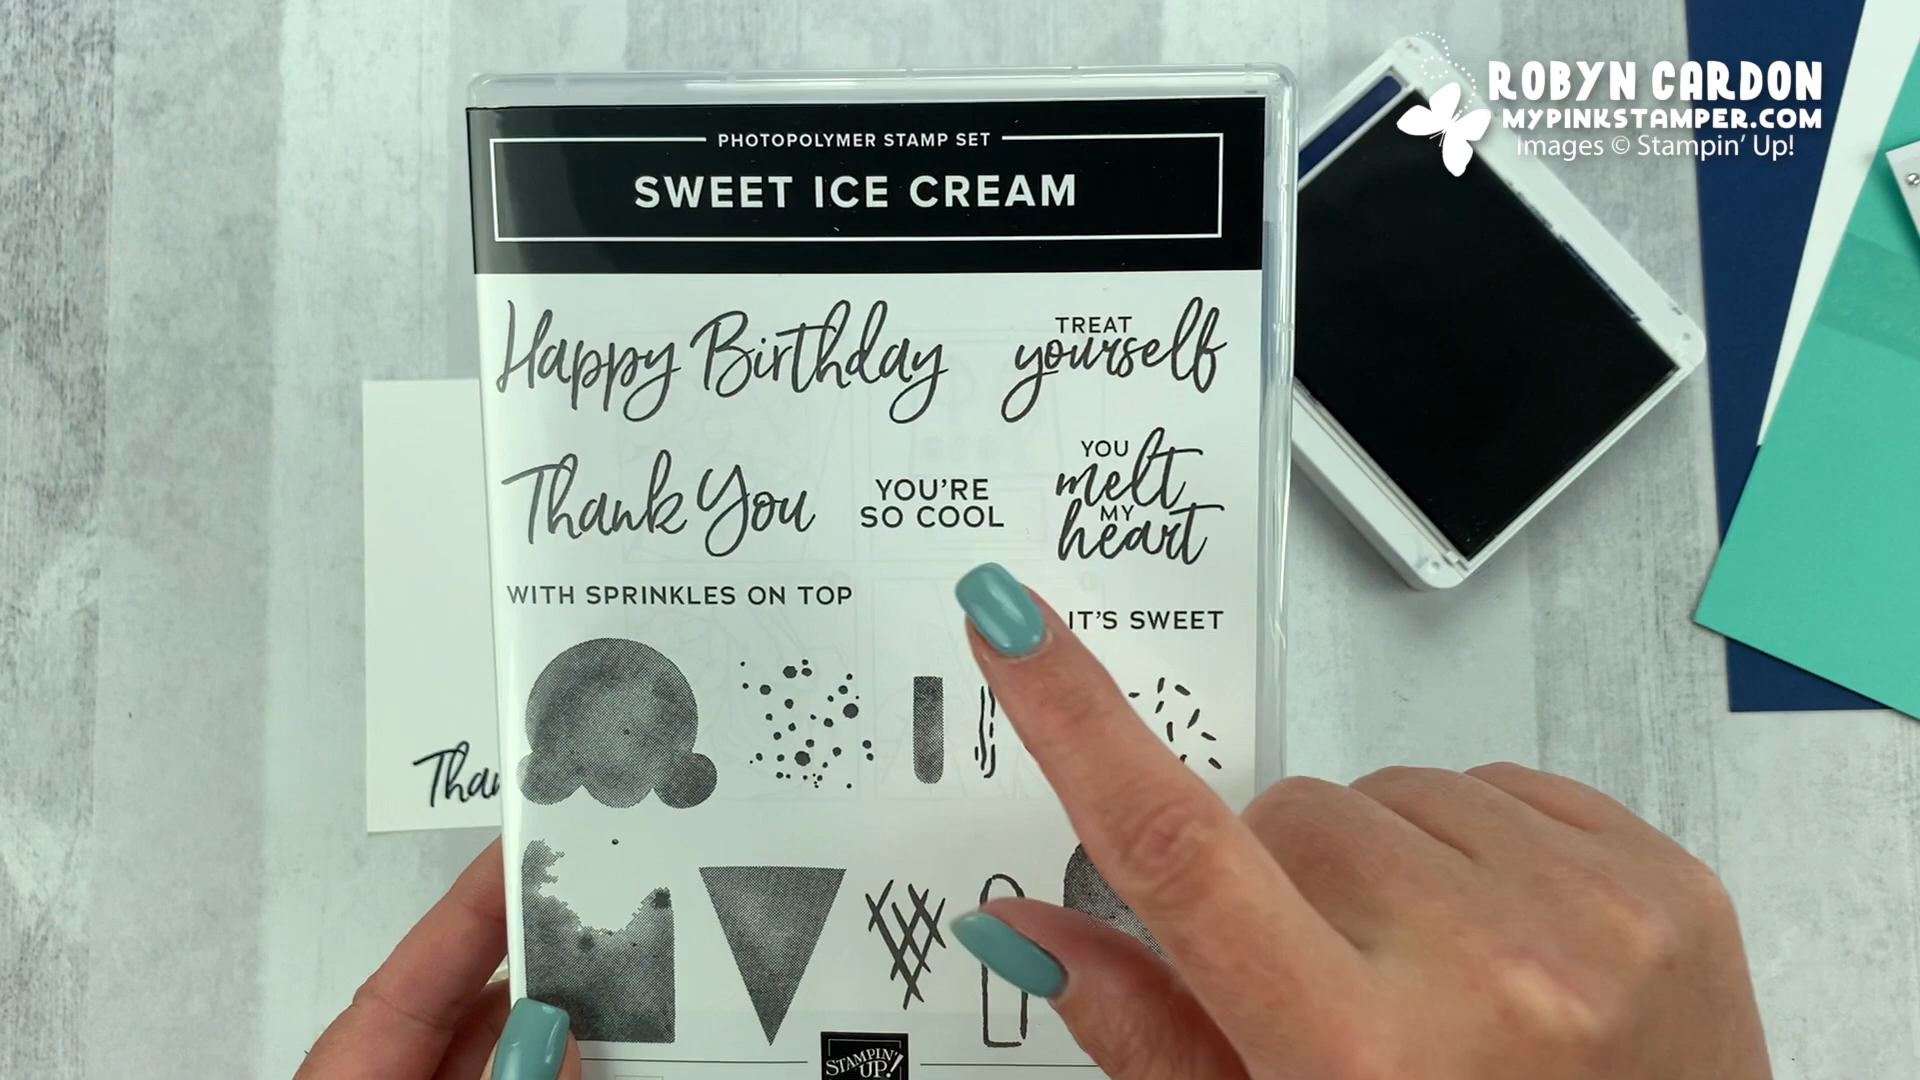 ROBYN CARDON
MYPINKSTAMPER.COM
Images © Stampin' Up!
PHOTOPOLYMER STAMP SET
SWEET ICE CREAM
Happy Birthday
TREAT
yourself
Thank You
YOU'RE
SO COOL
YOU
melt
MY
heart
WITH SPRINKLES ON TOP
IT'S SWEET
Than
STAMPIN'
UP!